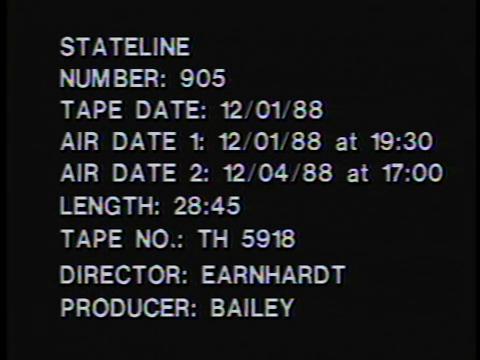 STATELINE
NUMBER: 905
TAPE DATE: 12/01/88
AIR DATE 1: 12/01/88 at 19:30
AIR DATE 2: 12/04/88 at 17:00
LENGTH: 28:45
TAPE NO.: TH 5918
DIRECTOR: EARNHARDT
PRODUCER: BAILEY